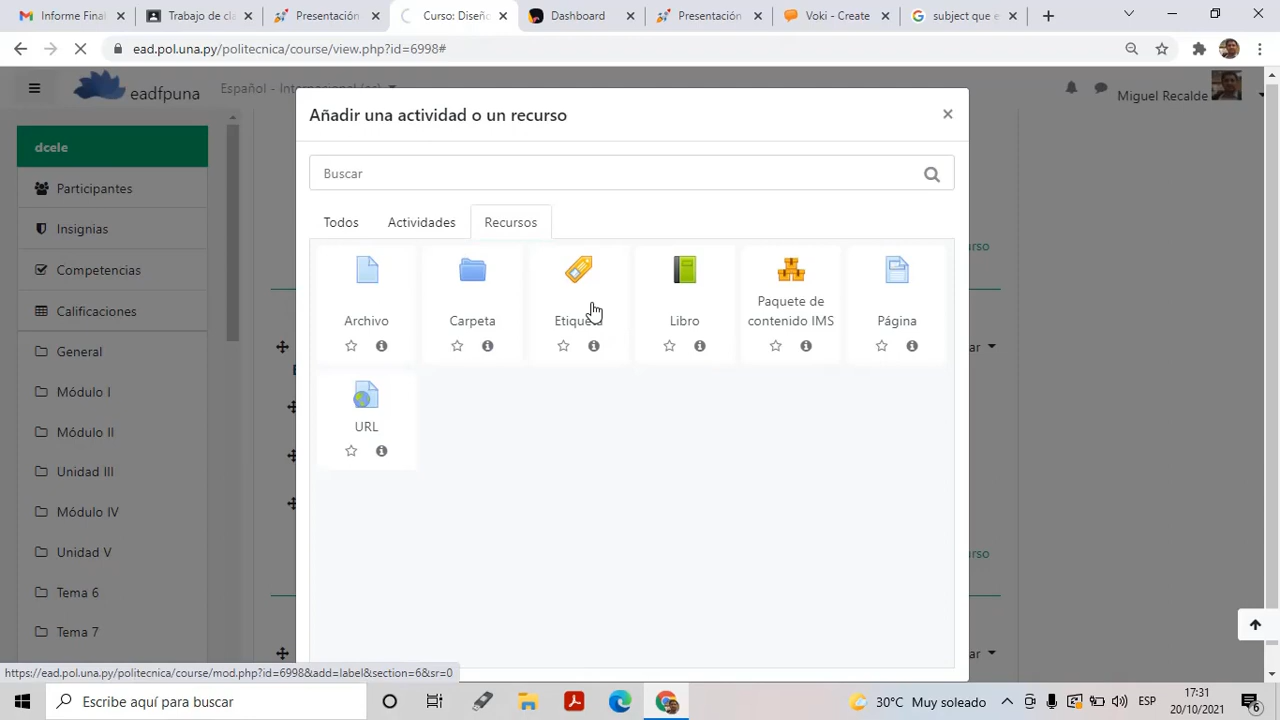 Informe Fina
Trabajo de cl
Presentación
Curso: Diseñ
Dashboard
Presentación
Voki - Create
subject que e
ead.pol.una.py/politecnica/course/view.php?id=6998#
eadfpuna
Español - Internacional
Miguel Recalde
dcele
Participantes
Insignias
Competencias
Calificaciones
General
Módulo I
Módulo II
Unidad III
Módulo IV
Unidad V
Tema 6
Tema 7
Añadir una actividad o un recurso
×
Buscar
Todos
Actividades
Recursos
Archivo
Carpeta
Etiqueta
Libro
Paquete de
contenido IMS
Página
URL
https://ead.pol.una.py/politecnica/course/mod.php?id=6998&add=label&section=6&sr=0
Escribe aquí para buscar
30°C Muy soleado
ESP
17:31
20/10/2021
6